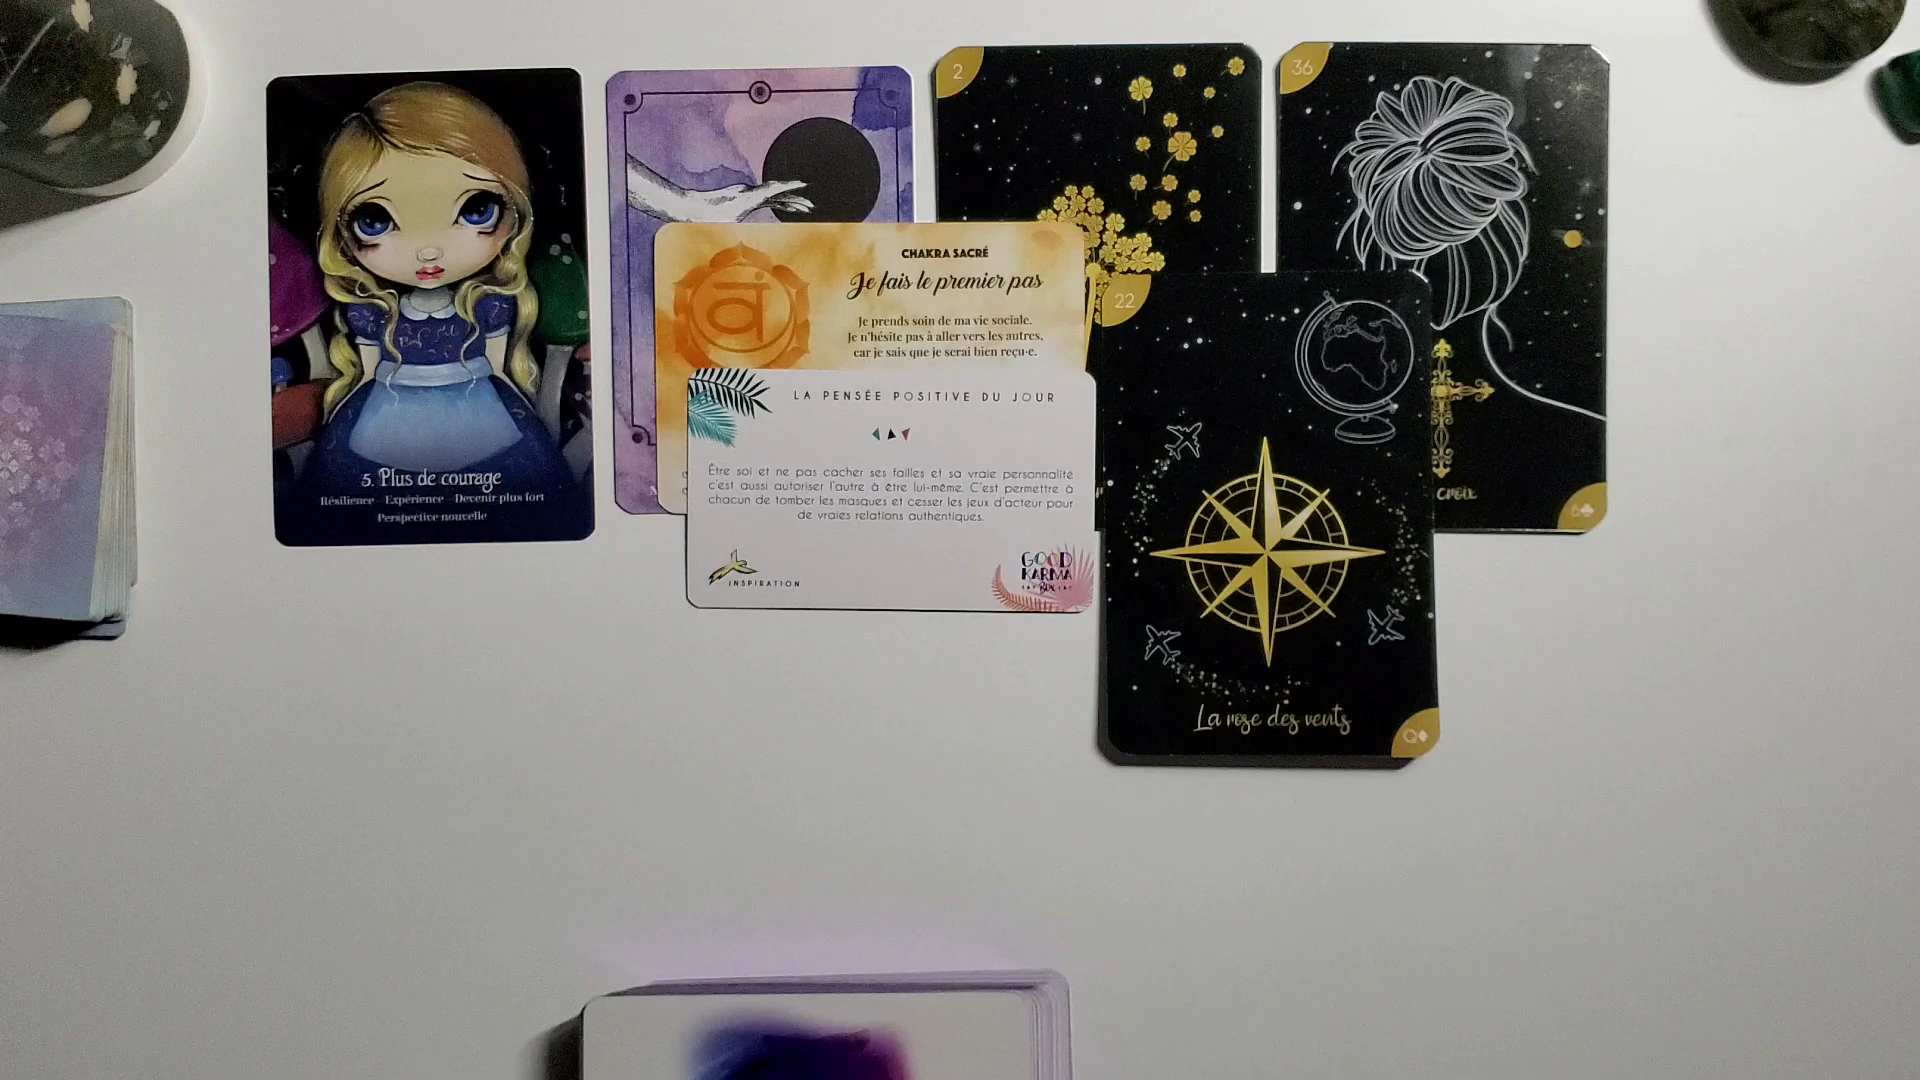 5. Plus de courage
Résilience - Expérience - Devenir plus fort
Perspective nouvelle
2
36
CHAKRA SACRÉ
Je fais le premier pas
Je prends soin de ma vie sociale.
Je n'hésite pas à aller vers les autres,
car je sais que je serai bien reçu·e.
LA PENSÉE POSITIVE DU JOUR
Être soi et ne pas cacher ses failles et sa vraie personnalité
c'est aussi autoriser l'autre à être lui-même. C'est permettre à
chacun de tomber les masques et cesser les jeux d'acteur pour
de vraies relations authentiques.
INSPIRATION
GOOD
KARMA
BOX
22
La rose des vents
Q♦
croix
6♣